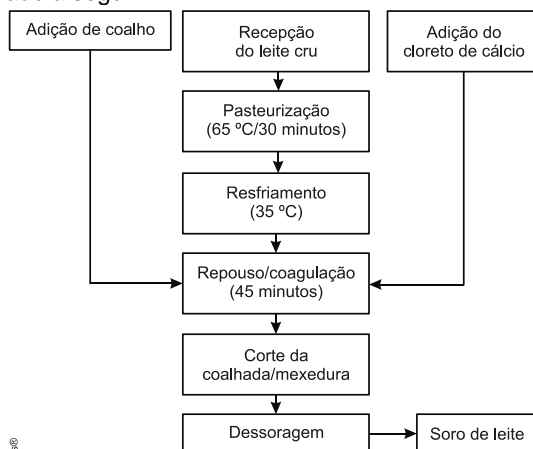 Adição de coalho
Recepção
do leite cru
Adição do
cloreto de cálcio
Pasteurização
(65 ºC/30 minutos)
Resfriamento
(35 ºC)
Repouso/coagulação
(45 minutos)
Corte da
coalhada/mexedura
Dessoragem
Soro de leite